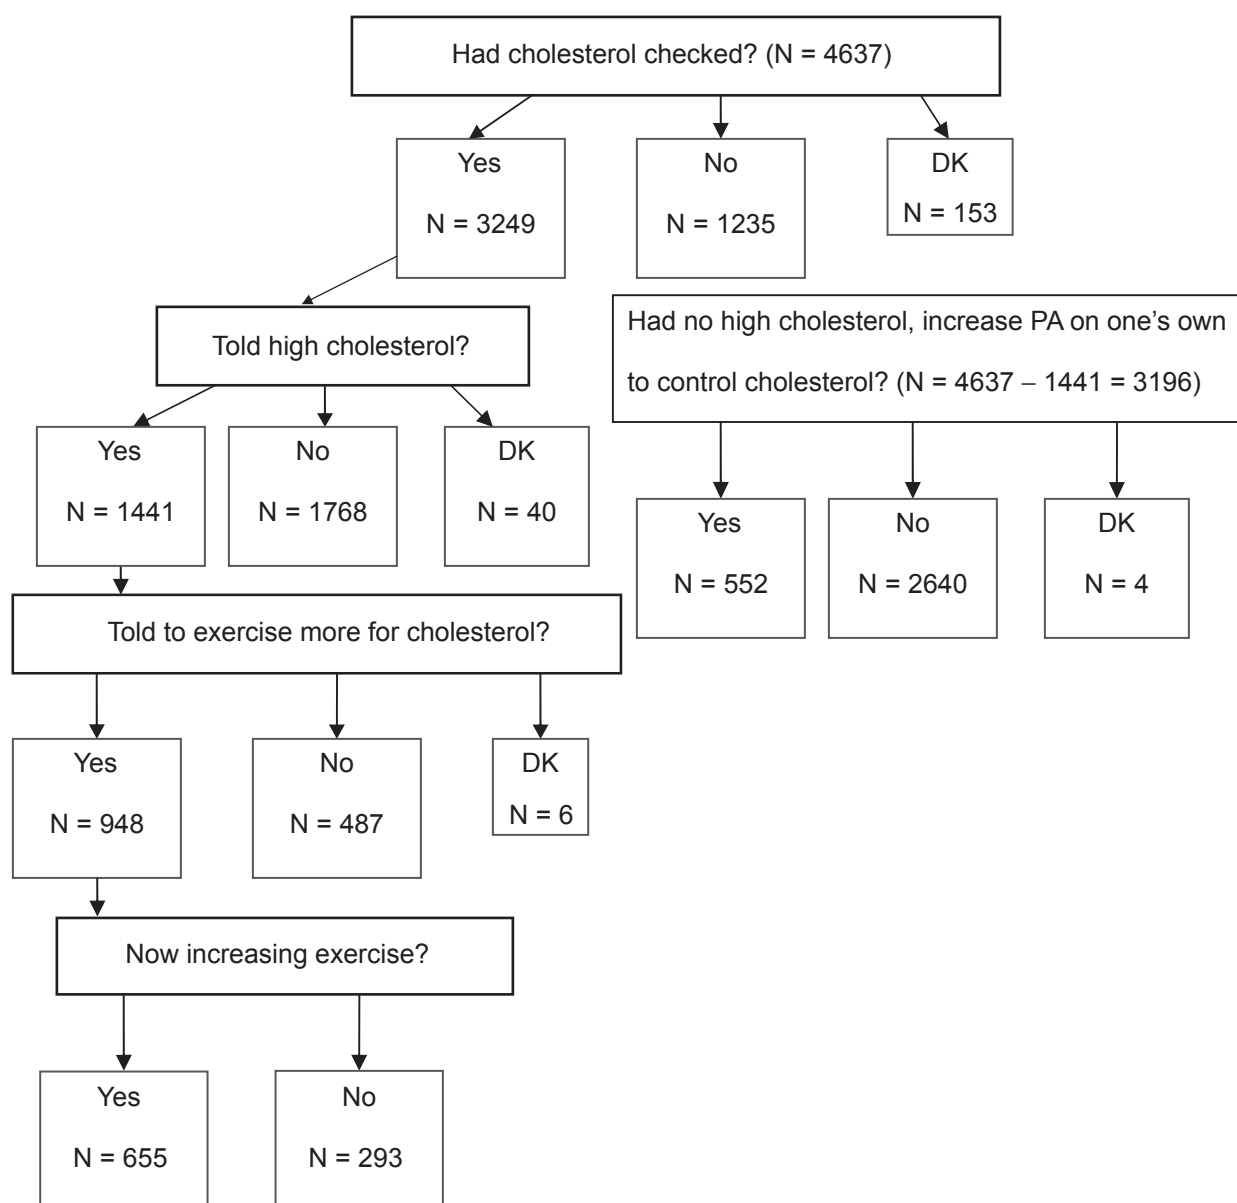 Had cholesterol checked? (N = 4637)
Yes
N = 3249
No
N = 1235
DK
N = 153
Told high cholesterol?
Had no high cholesterol, increase PA on one's own
to control cholesterol? (N = 4637 – 1441 = 3196)
Yes
N = 1441
No
N = 1768
DK
N = 40
Yes
N = 552
No
N = 2640
DK
N = 4
Told to exercise more for cholesterol?
Yes
N = 948
No
N = 487
DK
N = 6
Now increasing exercise?
Yes
N = 655
No
N = 293